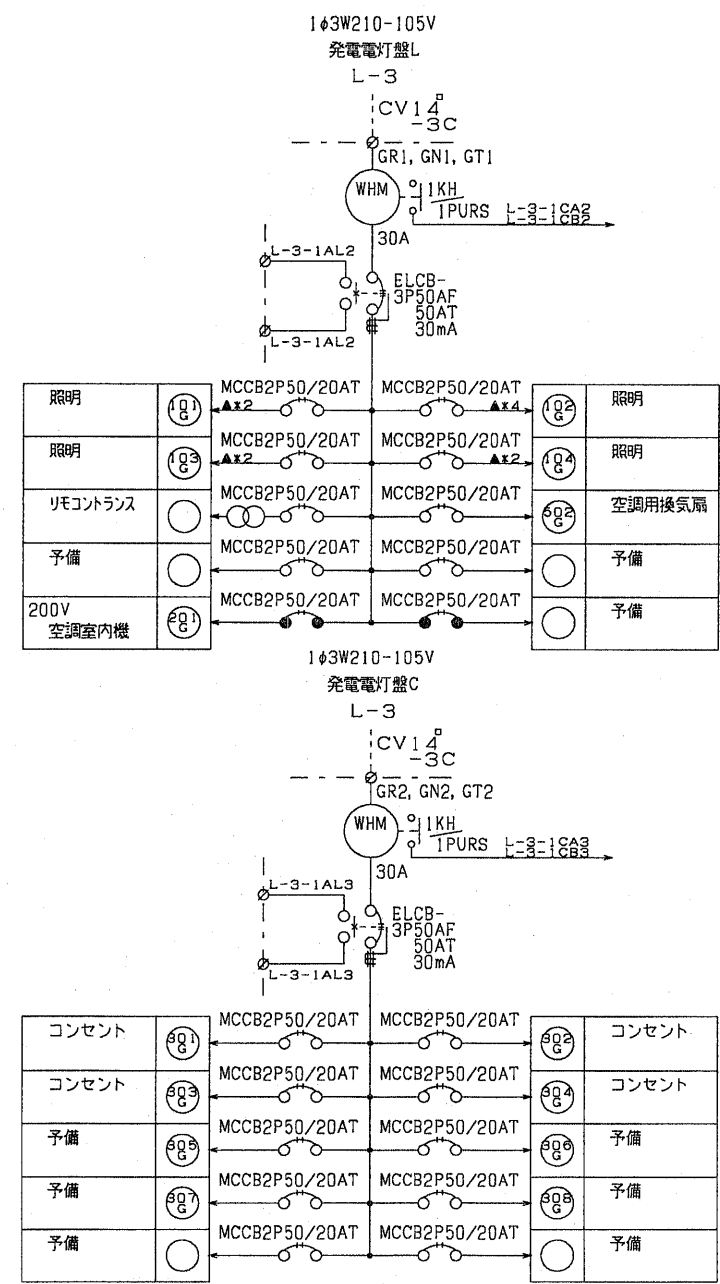 1φ3W210-105V
発電電灯盤L
L-3
CV14□
-3C
GR1, GN1, GT1
WHM
1KH
1PURS
L-3-1CA2
L-3-1CB2
30A
L-3-1AL2
ELCB-
3P50AF
50AT
30mA
L-3-1AL2
照明
101
G
MCCB2P50/20AT
▲*2
MCCB2P50/20AT
▲*4
102
G
照明
照明
103
G
MCCB2P50/20AT
▲*2
MCCB2P50/20AT
▲*2
104
G
照明
リモコントランス
MCCB2P50/20AT
MCCB2P50/20AT
602
G
空調用換気扇
予備
MCCB2P50/20AT
MCCB2P50/20AT
予備
200V
空調室内機
201
G
MCCB2P50/20AT
MCCB2P50/20AT
予備
1φ3W210-105V
発電電灯盤C
L-3
CV14□
-3C
GR2, GN2, GT2
WHM
1KH
1PURS
L-3-1CA3
L-3-1CB3
30A
L-3-1AL3
ELCB-
3P50AF
50AT
30mA
L-3-1AL3
コンセント
301
G
MCCB2P50/20AT
MCCB2P50/20AT
302
G
コンセント
コンセント
303
G
MCCB2P50/20AT
MCCB2P50/20AT
304
G
コンセント
予備
305
G
MCCB2P50/20AT
MCCB2P50/20AT
306
G
予備
予備
307
G
MCCB2P50/20AT
MCCB2P50/20AT
308
G
予備
予備
MCCB2P50/20AT
MCCB2P50/20AT
予備